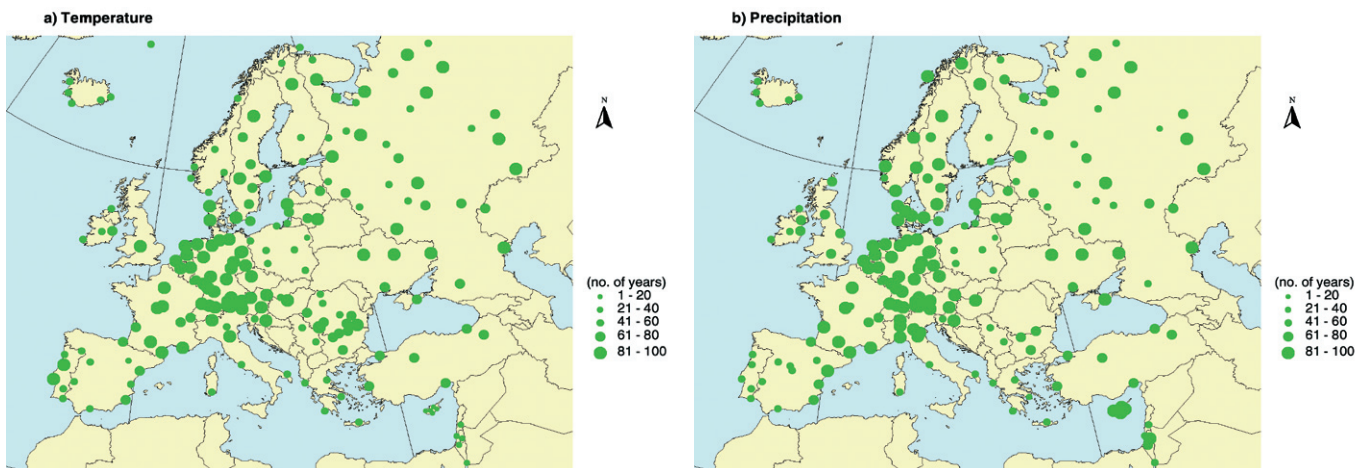 a) Temperature
N
(no. of years)
1 - 20
21 - 40
41 - 60
61 - 80
81 - 100
b) Precipitation
N
(no. of years)
1 - 20
21 - 40
41 - 60
61 - 80
81 - 100